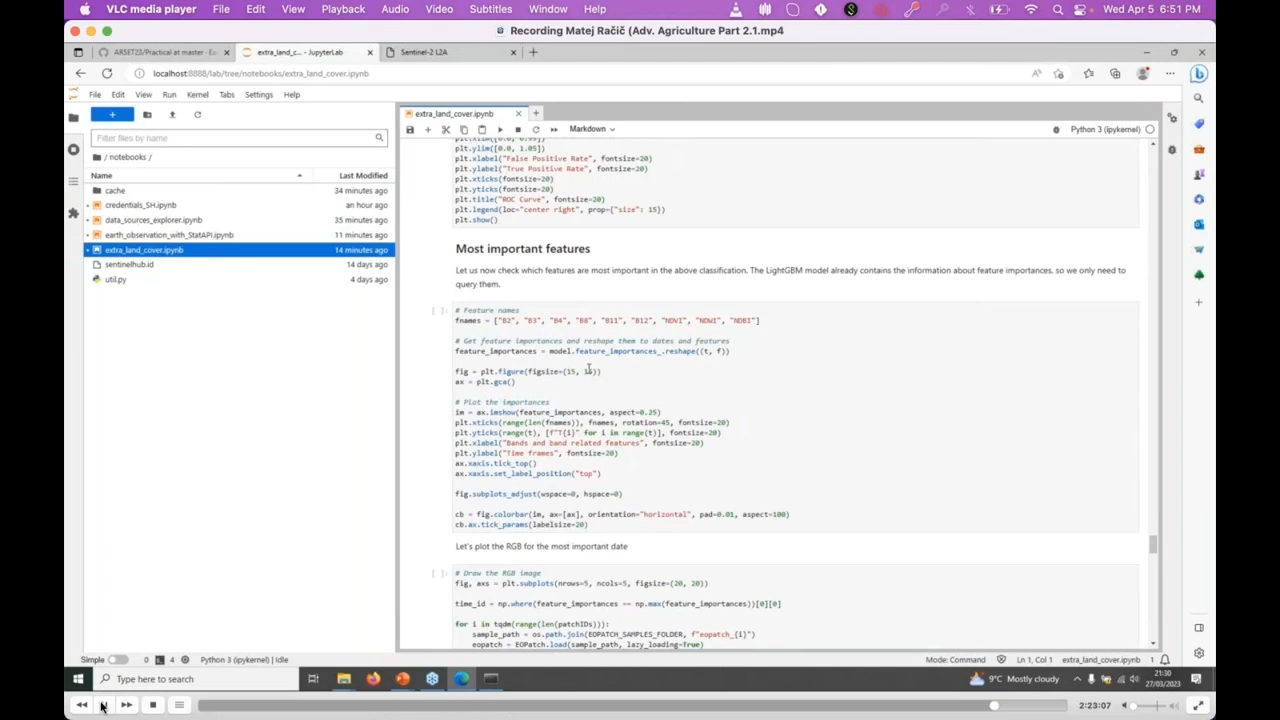 VLC media player File Edit View Playback Audio Video Subtitles Window Help Wed Apr 5 6:51 PM
Recording Matej Račič (Adv. Agriculture Part 2.1.mp4
ARSET23/Practical at master · Ea extra_land_c... - JupyterLab Sentinel-2 L2A
localhost:8888/lab/tree/notebooks/extra_land_cover.ipynb
File Edit View Run Kernel Tabs Settings Help
extra_land_cover.ipynb
Markdown Python 3 (ipykernel)
Filter files by name
/ notebooks /
Name Last Modified
cache 34 minutes ago
credentials_SH.ipynb an hour ago
data_sources_explorer.ipynb 35 minutes ago
earth_observation_with_StatAPI.ipynb 11 minutes ago
extra_land_cover.ipynb 14 minutes ago
sentinelhub.id 14 days ago
util.py 4 days ago
plt.ylim([0.0, 1.05])
plt.xlabel("False Positive Rate", fontsize=20)
plt.ylabel("True Positive Rate", fontsize=20)
plt.xticks(fontsize=20)
plt.yticks(fontsize=20)
plt.title("ROC Curve", fontsize=20)
plt.legend(loc="center right", prop={"size": 15})
plt.show()
Most important features
Let us now check which features are most important in the above classification. The LightGBM model already contains the information about feature importances, so we only need to
query them.
[ ]:
# Feature names
fnames = ["B2", "B3", "B4", "B8", "B11", "B12", "NDVI", "NDWI", "NDBI"]
# Get feature importances and reshape them to dates and features
feature_importances = model.feature_importances_.reshape((t, f))
fig = plt.figure(figsize=(15, 15))
ax = plt.gca()
# Plot the importances
im = ax.imshow(feature_importances, aspect=0.25)
plt.xticks(range(len(fnames)), fnames, rotation=45, fontsize=20)
plt.yticks(range(t), [f"T{i}" for i in range(t)], fontsize=20)
plt.xlabel("Bands and band related features", fontsize=20)
plt.ylabel("Time frames", fontsize=20)
ax.xaxis.tick_top()
ax.xaxis.set_label_position("top")
fig.subplots_adjust(wspace=0, hspace=0)
cb = fig.colorbar(im, ax=[ax], orientation="horizontal", pad=0.01, aspect=100)
cb.ax.tick_params(labelsize=20)
Let's plot the RGB for the most important date
[ ]:
# Draw the RGB image
fig, axs = plt.subplots(nrows=5, ncols=5, figsize=(20, 20))
time_id = np.where(feature_importances == np.max(feature_importances))[0][0]
for i in tqdm(range(len(patchIDs))):
sample_path = os.path.join(EOPATCH_SAMPLES_FOLDER, f"eopatch_{i}")
eopatch = EOPatch.load(sample_path, lazy_loading=True)
Simple 0 4 Python 3 (ipykernel) | Idle Mode: Command Ln 1, Col 1 extra_land_cover.ipynb 1
Type here to search 9°C Mostly cloudy 21:30
27/03/2023
2:23:07